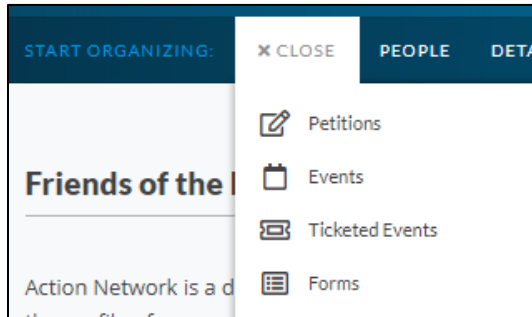 START ORGANIZING: × CLOSE PEOPLE
Petitions
Friends of the
Events
Ticketed Events
Action Network is a
Forms